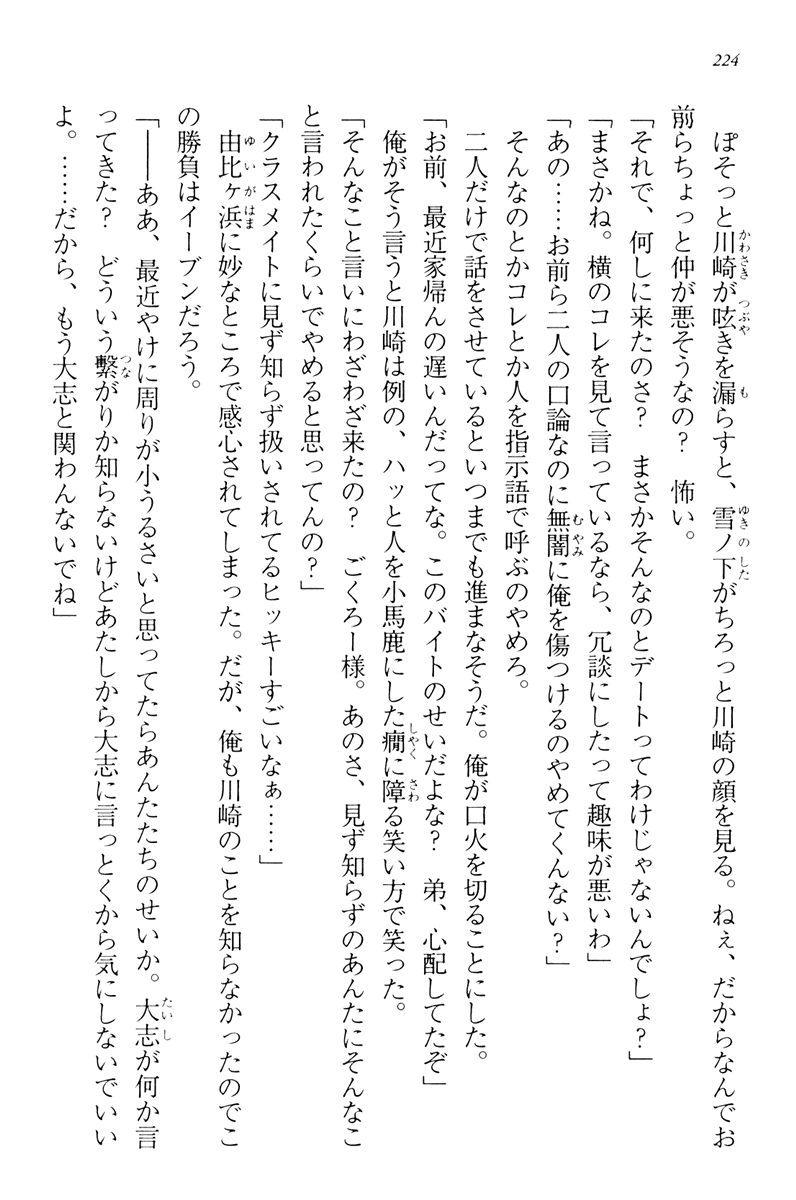 224
ぽそっと川崎が呟きを漏らすと、雪ノ下がちろっと川崎の顔を見る。ねぇ、だからなんでお
前らちょっと仲が悪そうなの？　怖い。
「それで、何しに来たのさ？　まさかそんなのとデートってわけじゃないんでしょ？」
「まさかね。横のコレを見て言っているなら、冗談にしたって趣味が悪いわ」
「あの……お前ら二人の口論なのに無闇に俺を傷つけるのやめてくんない？」
そんなのとかコレとか人を指示語で呼ぶのやめろ。
二人だけで話をさせているといつまでも進まなそうだ。俺が口火を切ることにした。
「お前、最近家帰んの遅いんだってな。このバイトのせいだよな？　弟、心配してたぞ」
俺がそう言うと川崎は例の、ハッと人を小馬鹿にした癇に障る笑い方で笑った。
「そんなこと言いにわざわざ来たの？　ごくろー様。あのさ、見ず知らずのあんたにそんなこ
と言われたくらいでやめると思ってんの？」
「クラスメイトに見ず知らず扱いされてるヒッキーすごいなぁ……」
由比ヶ浜に妙なところで感心されてしまった。だが、俺も川崎のことを知らなかったのでこ
の勝負はイーブンだろう。
「――ああ、最近やけに周りが小うるさいと思ってたらあんたたちのせいか。大志が何か言
ってきた？　どういう繫がりか知らないけどあたしから大志に言っとくから気にしないでいい
よ。……だから、もう大志と関わんないでね」